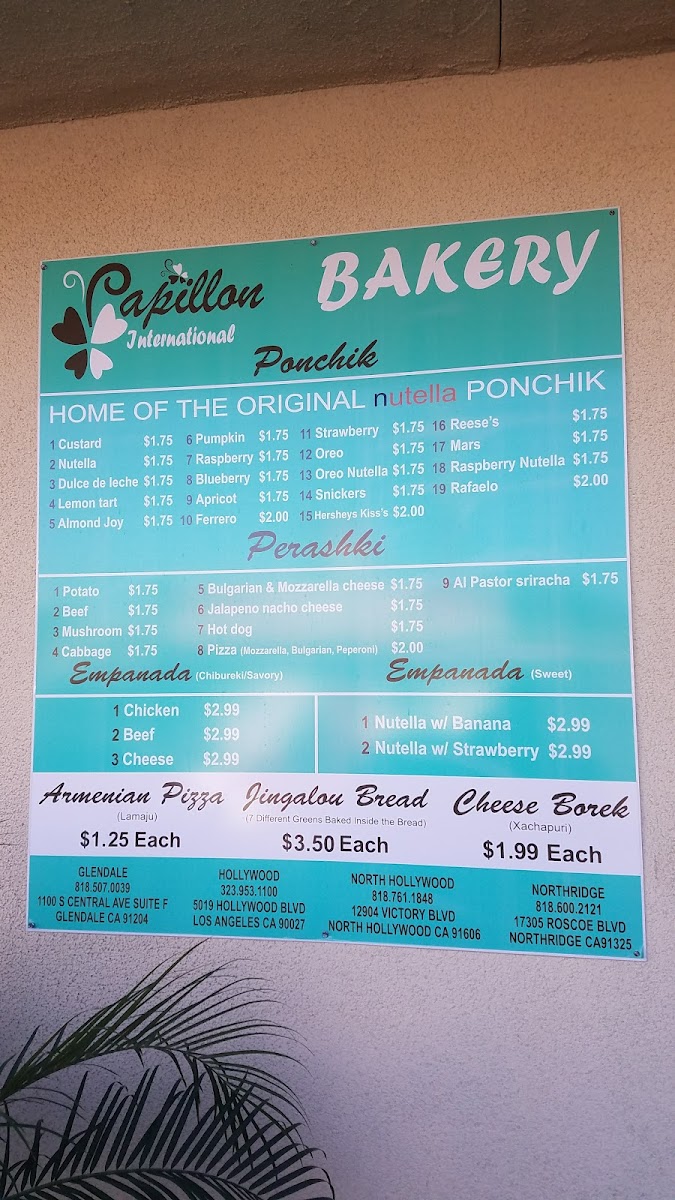 Papillon
International
BAKERY
Ponchik
HOME OF THE ORIGINAL nutella PONCHIK
1 Custard $1.75
2 Nutella $1.75
3 Dulce de leche $1.75
4 Lemon tart $1.75
5 Almond Joy $1.75
6 Pumpkin $1.75
7 Raspberry $1.75
8 Blueberry $1.75
9 Apricot $1.75
10 Ferrero $2.00
11 Strawberry $1.75
12 Oreo $1.75
13 Oreo Nutella $1.75
14 Snickers $1.75
15 Hersheys Kiss's $2.00
16 Reese's $1.75
17 Mars $1.75
18 Raspberry Nutella $1.75
19 Rafaelo $2.00
Perashki
1 Potato $1.75
2 Beef $1.75
3 Mushroom $1.75
4 Cabbage $1.75
5 Bulgarian & Mozzarella cheese $1.75
6 Jalapeno nacho cheese $1.75
7 Hot dog $1.75
8 Pizza (Mozzarella, Bulgarian, Peperoni) $2.00
9 Al Pastor sriracha $1.75
Empanada (Chibureki/Savory)
1 Chicken $2.99
2 Beef $2.99
3 Cheese $2.99
Empanada (Sweet)
1 Nutella w/ Banana $2.99
2 Nutella w/ Strawberry $2.99
Armenian Pizza
(Lamaju)
$1.25 Each
Jingalou Bread
(7 Different Greens Baked Inside the Bread)
$3.50 Each
Cheese Borek
(Xachapuri)
$1.99 Each
GLENDALE
818.507.0039
1100 S CENTRAL AVE SUITE F
GLENDALE CA 91204
HOLLYWOOD
323.953.1100
5019 HOLLYWOOD BLVD
LOS ANGELES CA 90027
NORTH HOLLYWOOD
818.761.1848
12904 VICTORY BLVD
NORTH HOLLYWOOD CA 91606
NORTHRIDGE
818.600.2121
17305 ROSCOE BLVD
NORTHRIDGE CA91325